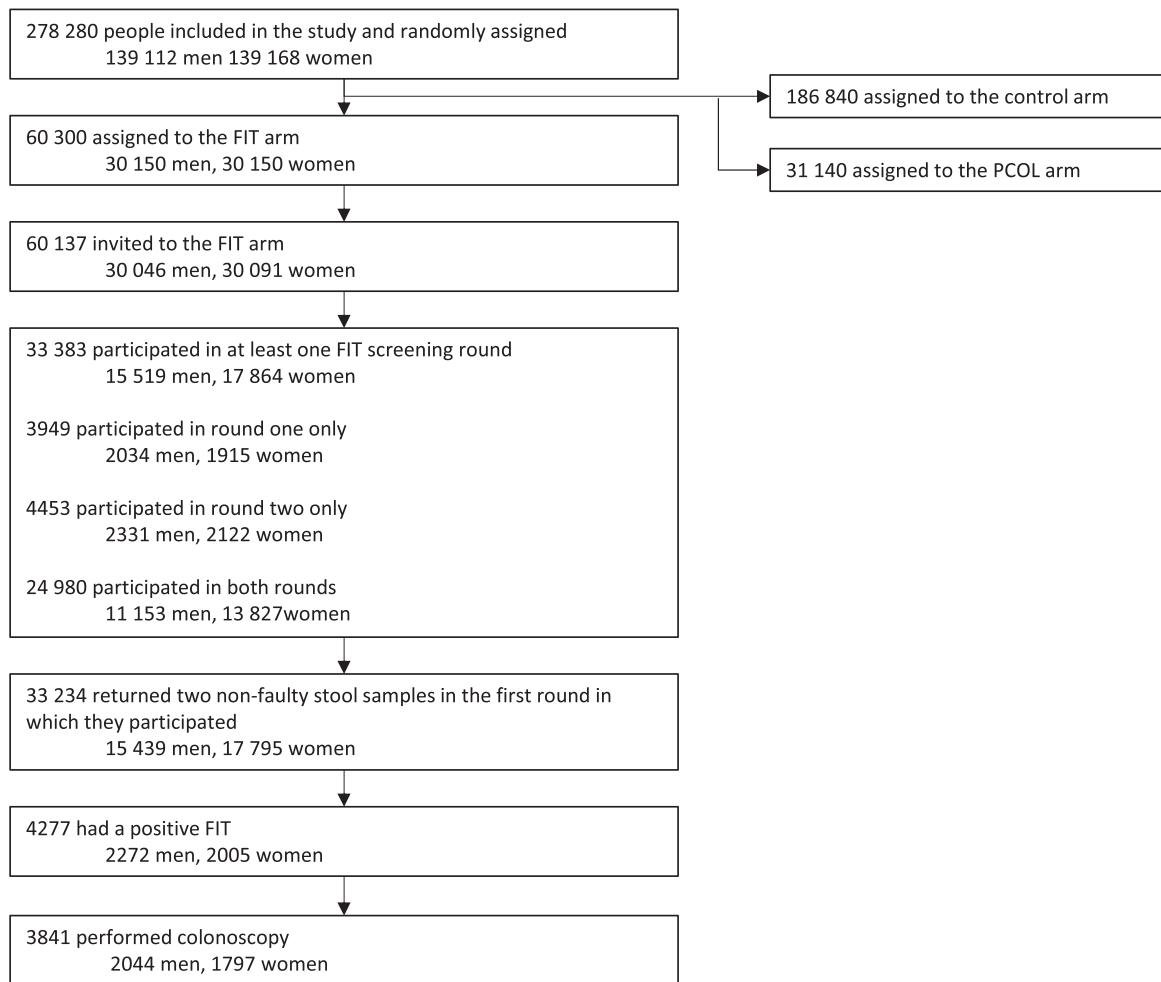 278 280 people included in the study and randomly assigned
139 112 men 139 168 women
186 840 assigned to the control arm
60 300 assigned to the FIT arm
30 150 men, 30 150 women
31 140 assigned to the PCOL arm
60 137 invited to the FIT arm
30 046 men, 30 091 women
33 383 participated in at least one FIT screening round
15 519 men, 17 864 women
3949 participated in round one only
2034 men, 1915 women
4453 participated in round two only
2331 men, 2122 women
24 980 participated in both rounds
11 153 men, 13 827women
33 234 returned two non-faulty stool samples in the first round in
which they participated
15 439 men, 17 795 women
4277 had a positive FIT
2272 men, 2005 women
3841 performed colonoscopy
2044 men, 1797 women